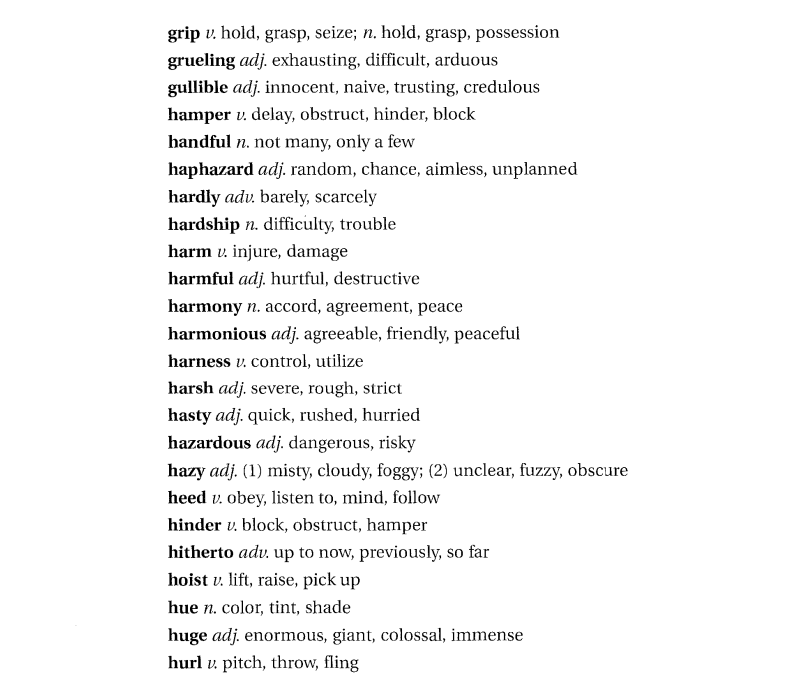 grip v. hold, grasp, seize; n. hold, grasp, possession
grueling adj. exhausting, difficult, arduous
gullible adj. innocent, naive, trusting, credulous
hamper v. delay, obstruct, hinder, block
handful n. not many, only a few
haphazard adj. random, chance, aimless, unplanned
hardly adv. barely, scarcely
hardship n. difficulty, trouble
harm v. injure, damage
harmful adj. hurtful, destructive
harmony n. accord, agreement, peace
harmonious adj. agreeable, friendly, peaceful
harness v. control, utilize
harsh adj. severe, rough, strict
hasty adj. quick, rushed, hurried
hazardous adj. dangerous, risky
hazy adj. (1) misty, cloudy, foggy; (2) unclear, fuzzy, obscure
heed v. obey, listen to, mind, follow
hinder v. block, obstruct, hamper
hitherto adv. up to now, previously, so far
hoist v. lift, raise, pick up
hue n. color, tint, shade
huge adj. enormous, giant, colossal, immense
hurl v. pitch, throw, fling